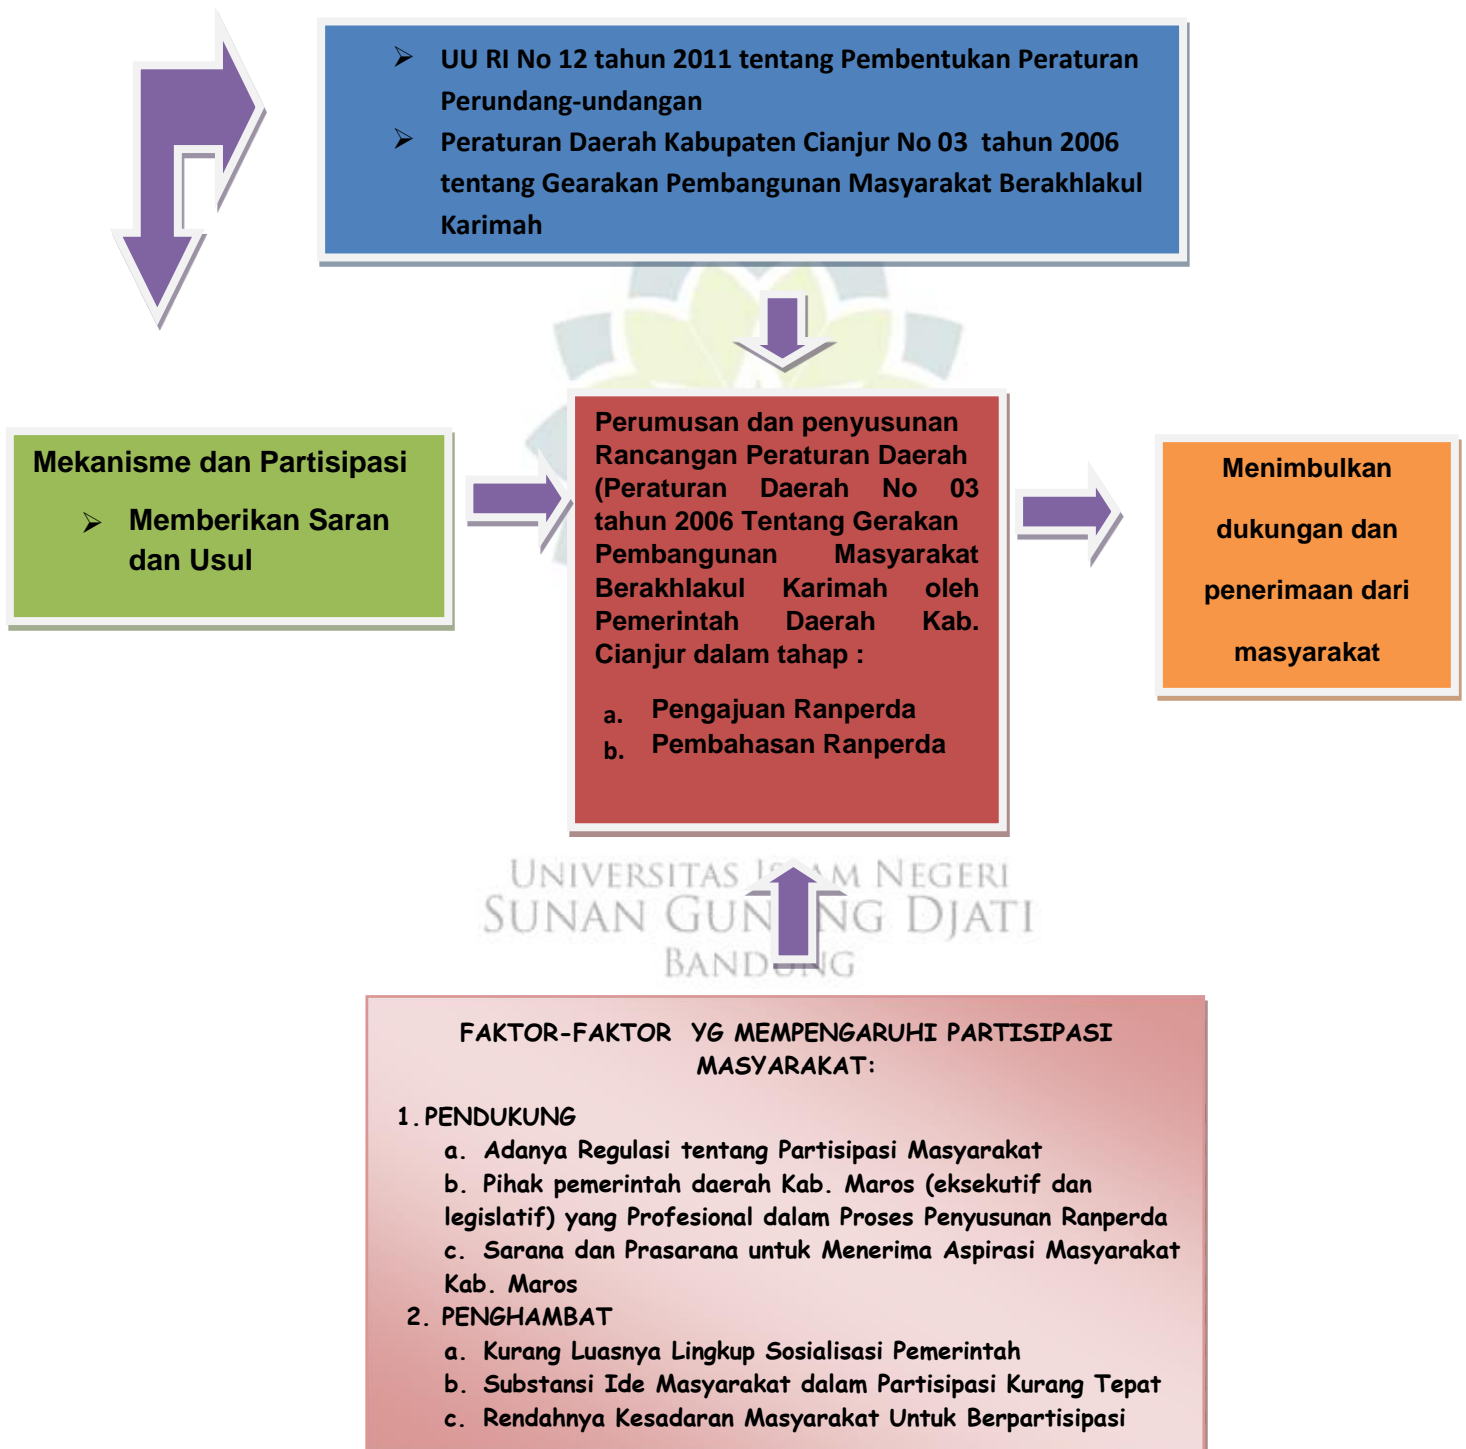 ➢ UU RI No 12 tahun 2011 tentang Pembentukan Peraturan
Perundang-undangan
➢ Peraturan Daerah Kabupaten Cianjur No 03 tahun 2006
tentang Gearakan Pembangunan Masyarakat Berakhlakul
Karimah
Mekanisme dan Partisipasi
➢ Memberikan Saran
dan Usul
Perumusan dan penyusunan
Rancangan Peraturan Daerah
(Peraturan Daerah No 03
tahun 2006 Tentang Gerakan
Pembangunan Masyarakat
Berakhlakul Karimah oleh
Pemerintah Daerah Kab.
Cianjur dalam tahap :
a. Pengajuan Ranperda
b. Pembahasan Ranperda
Menimbulkan
dukungan dan
penerimaan dari
masyarakat
UNIVERSITAS ISLAM NEGERI
SUNAN GUNUNG DJATI
BANDUNG
FAKTOR-FAKTOR YG MEMPENGARUHI PARTISIPASI
MASYARAKAT:
1. PENDUKUNG
a. Adanya Regulasi tentang Partisipasi Masyarakat
b. Pihak pemerintah daerah Kab. Maros (eksekutif dan
legislatif) yang Profesional dalam Proses Penyusunan Ranperda
c. Sarana dan Prasarana untuk Menerima Aspirasi Masyarakat
Kab. Maros
2. PENGHAMBAT
a. Kurang Luasnya Lingkup Sosialisasi Pemerintah
b. Substansi Ide Masyarakat dalam Partisipasi Kurang Tepat
c. Rendahnya Kesadaran Masyarakat Untuk Berpartisipasi